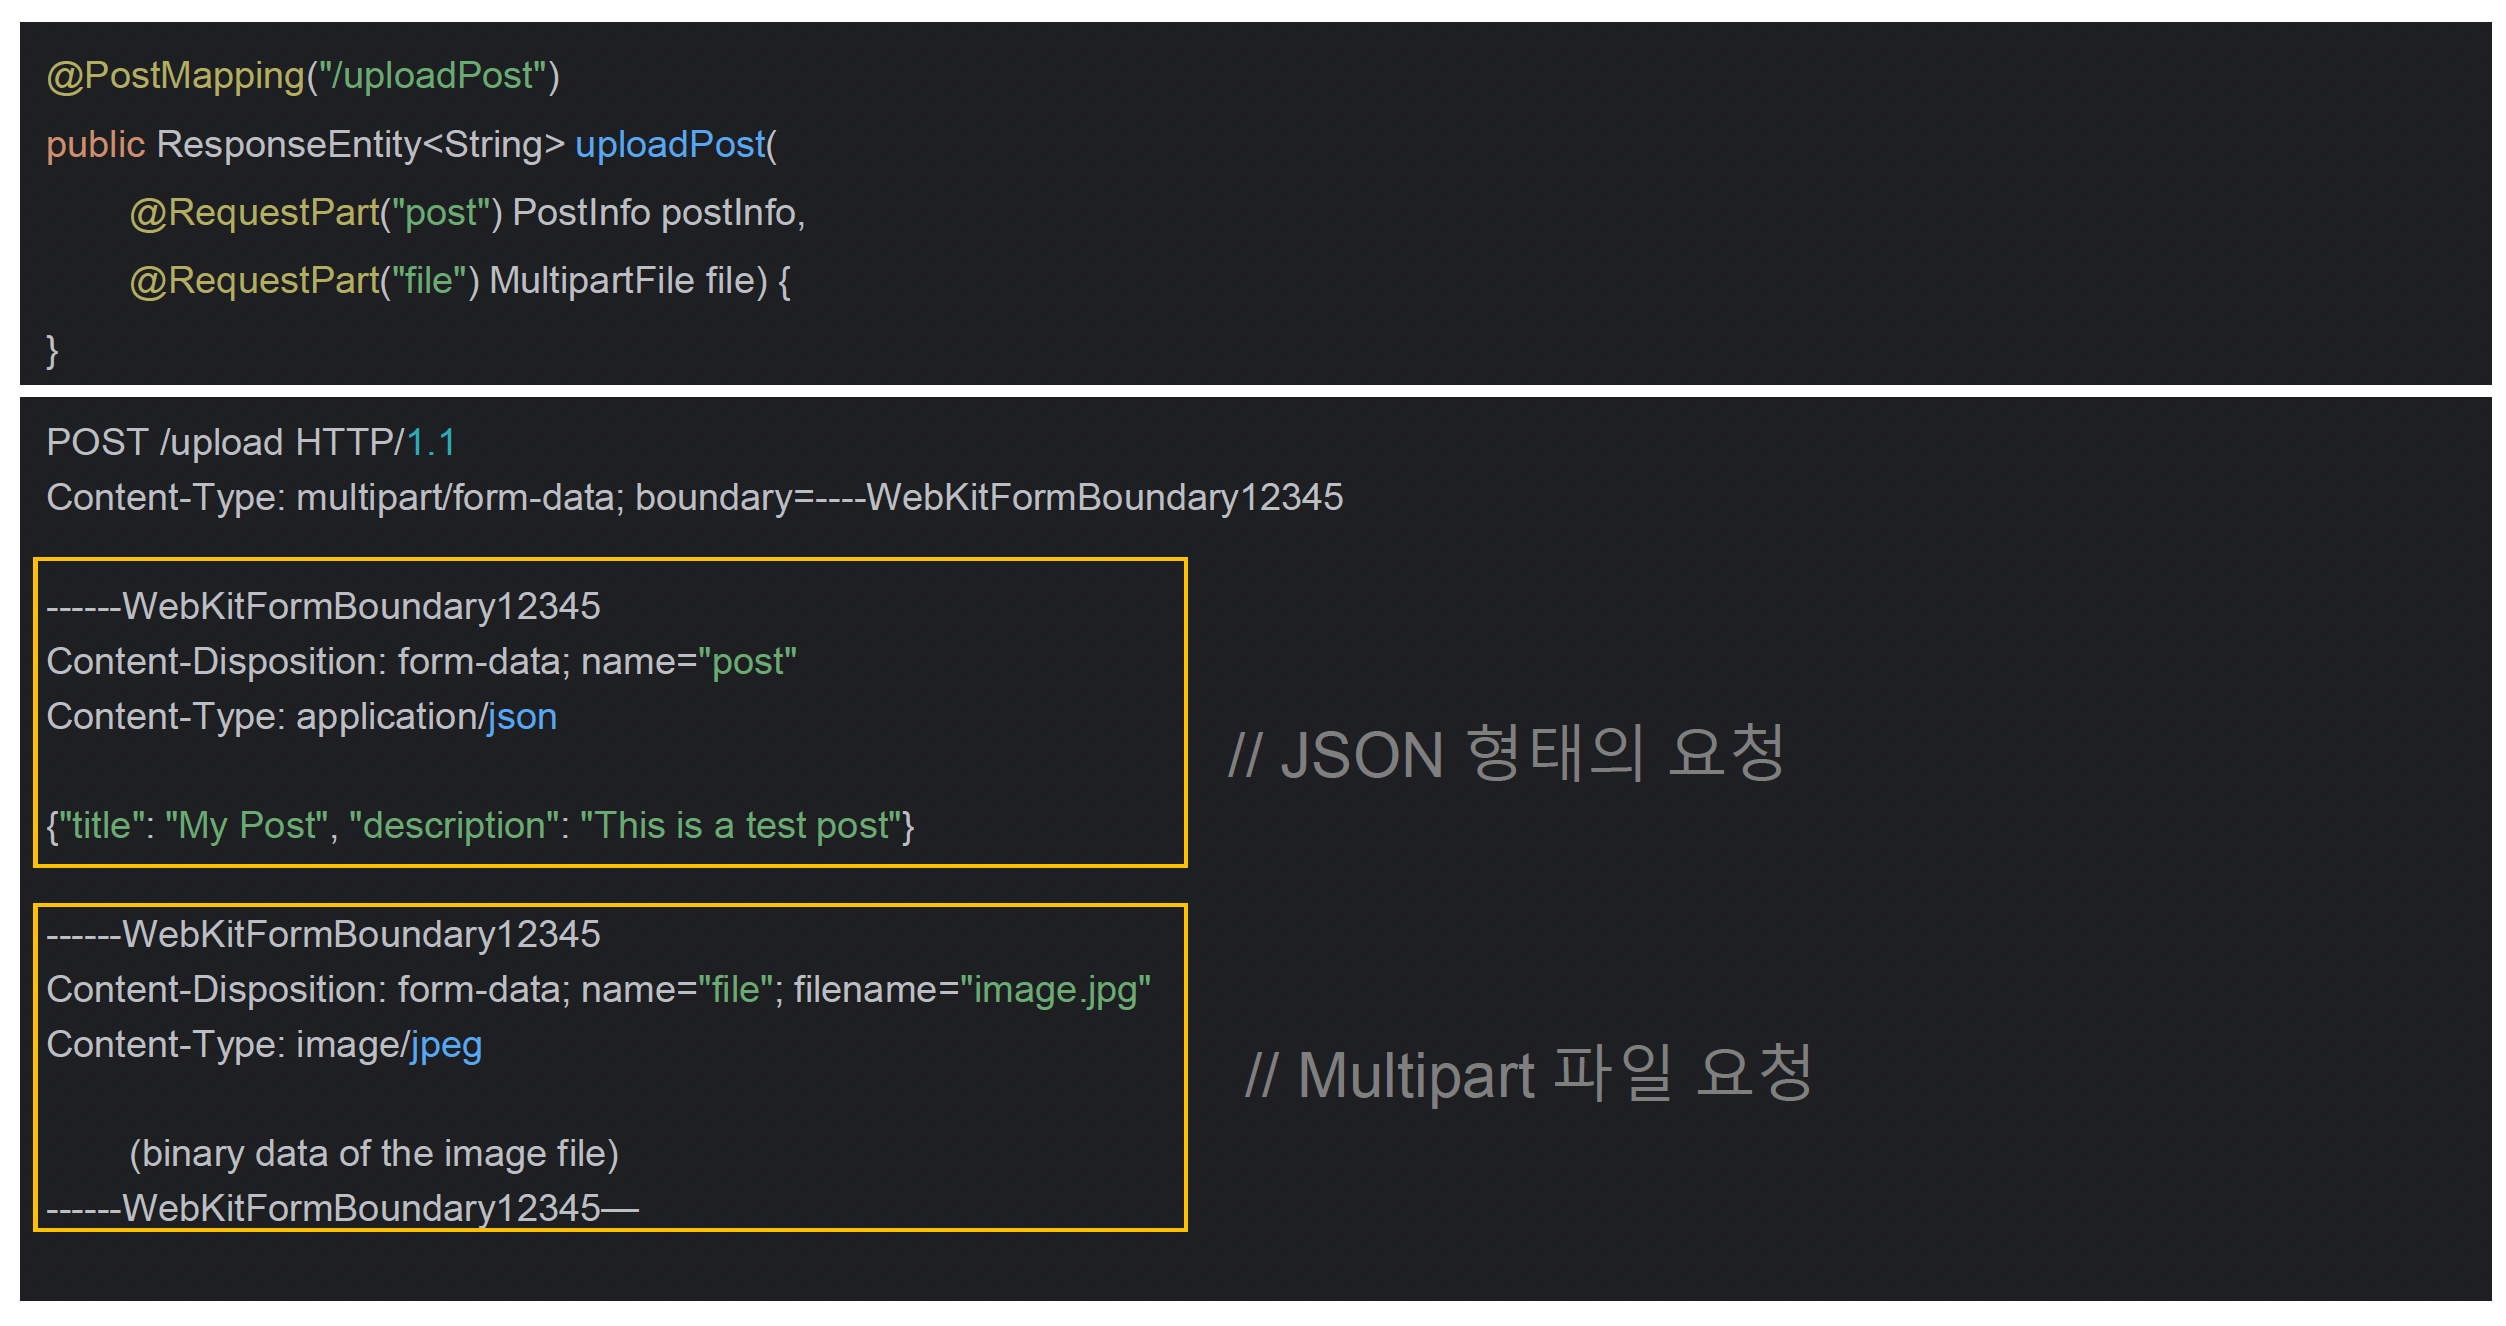 @PostMapping("/uploadPost")
public ResponseEntity<String> uploadPost(
@RequestPart("post") PostInfo postInfo,
@RequestPart("file") MultipartFile file) {
}
POST /upload HTTP/1.1
Content-Type: multipart/form-data; boundary=----WebKitFormBoundary12345
------WebKitFormBoundary12345
Content-Disposition: form-data; name="post"
Content-Type: application/json
// JSON 형태의 요청
{"title": "My Post", "description": "This is a test post"}
------WebKitFormBoundary12345
Content-Disposition: form-data; name="file"; filename="image.jpg"
Content-Type: image/jpeg
// Multipart 파일 요청
(binary data of the image file)
------WebKitFormBoundary12345—